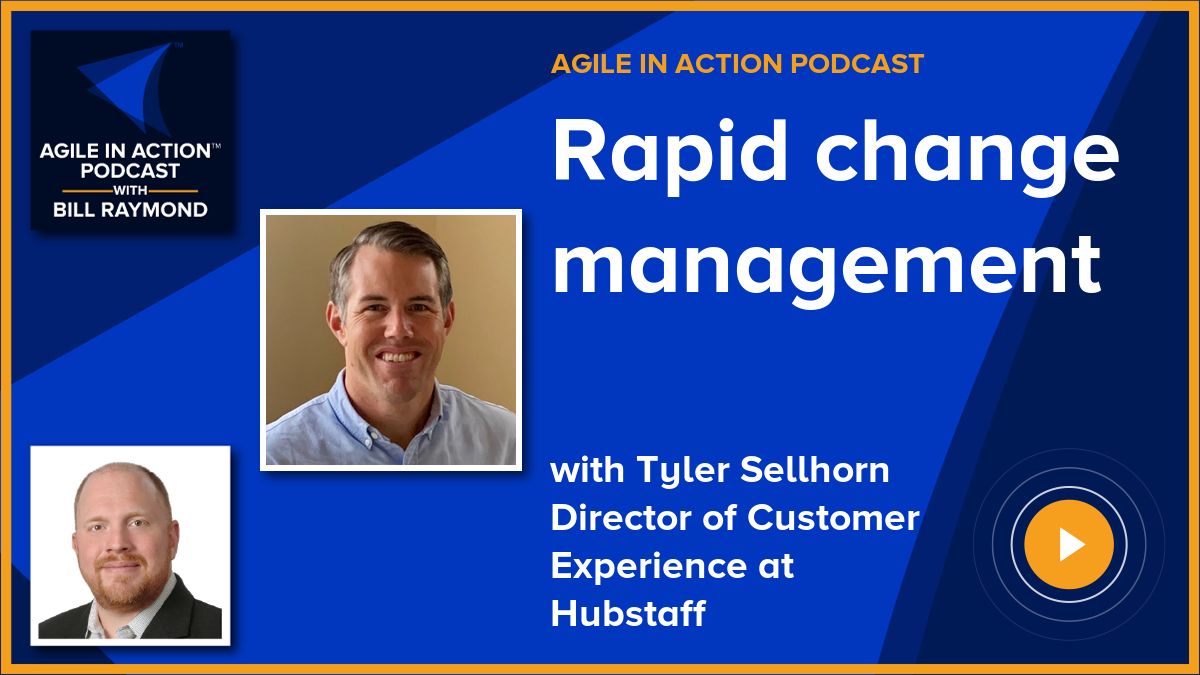 ™
AGILE IN ACTION™
PODCAST
WITH
BILL RAYMOND
AGILE IN ACTION PODCAST
Rapid change
management
with Tyler Sellhorn
Director of Customer
Experience at
Hubstaff